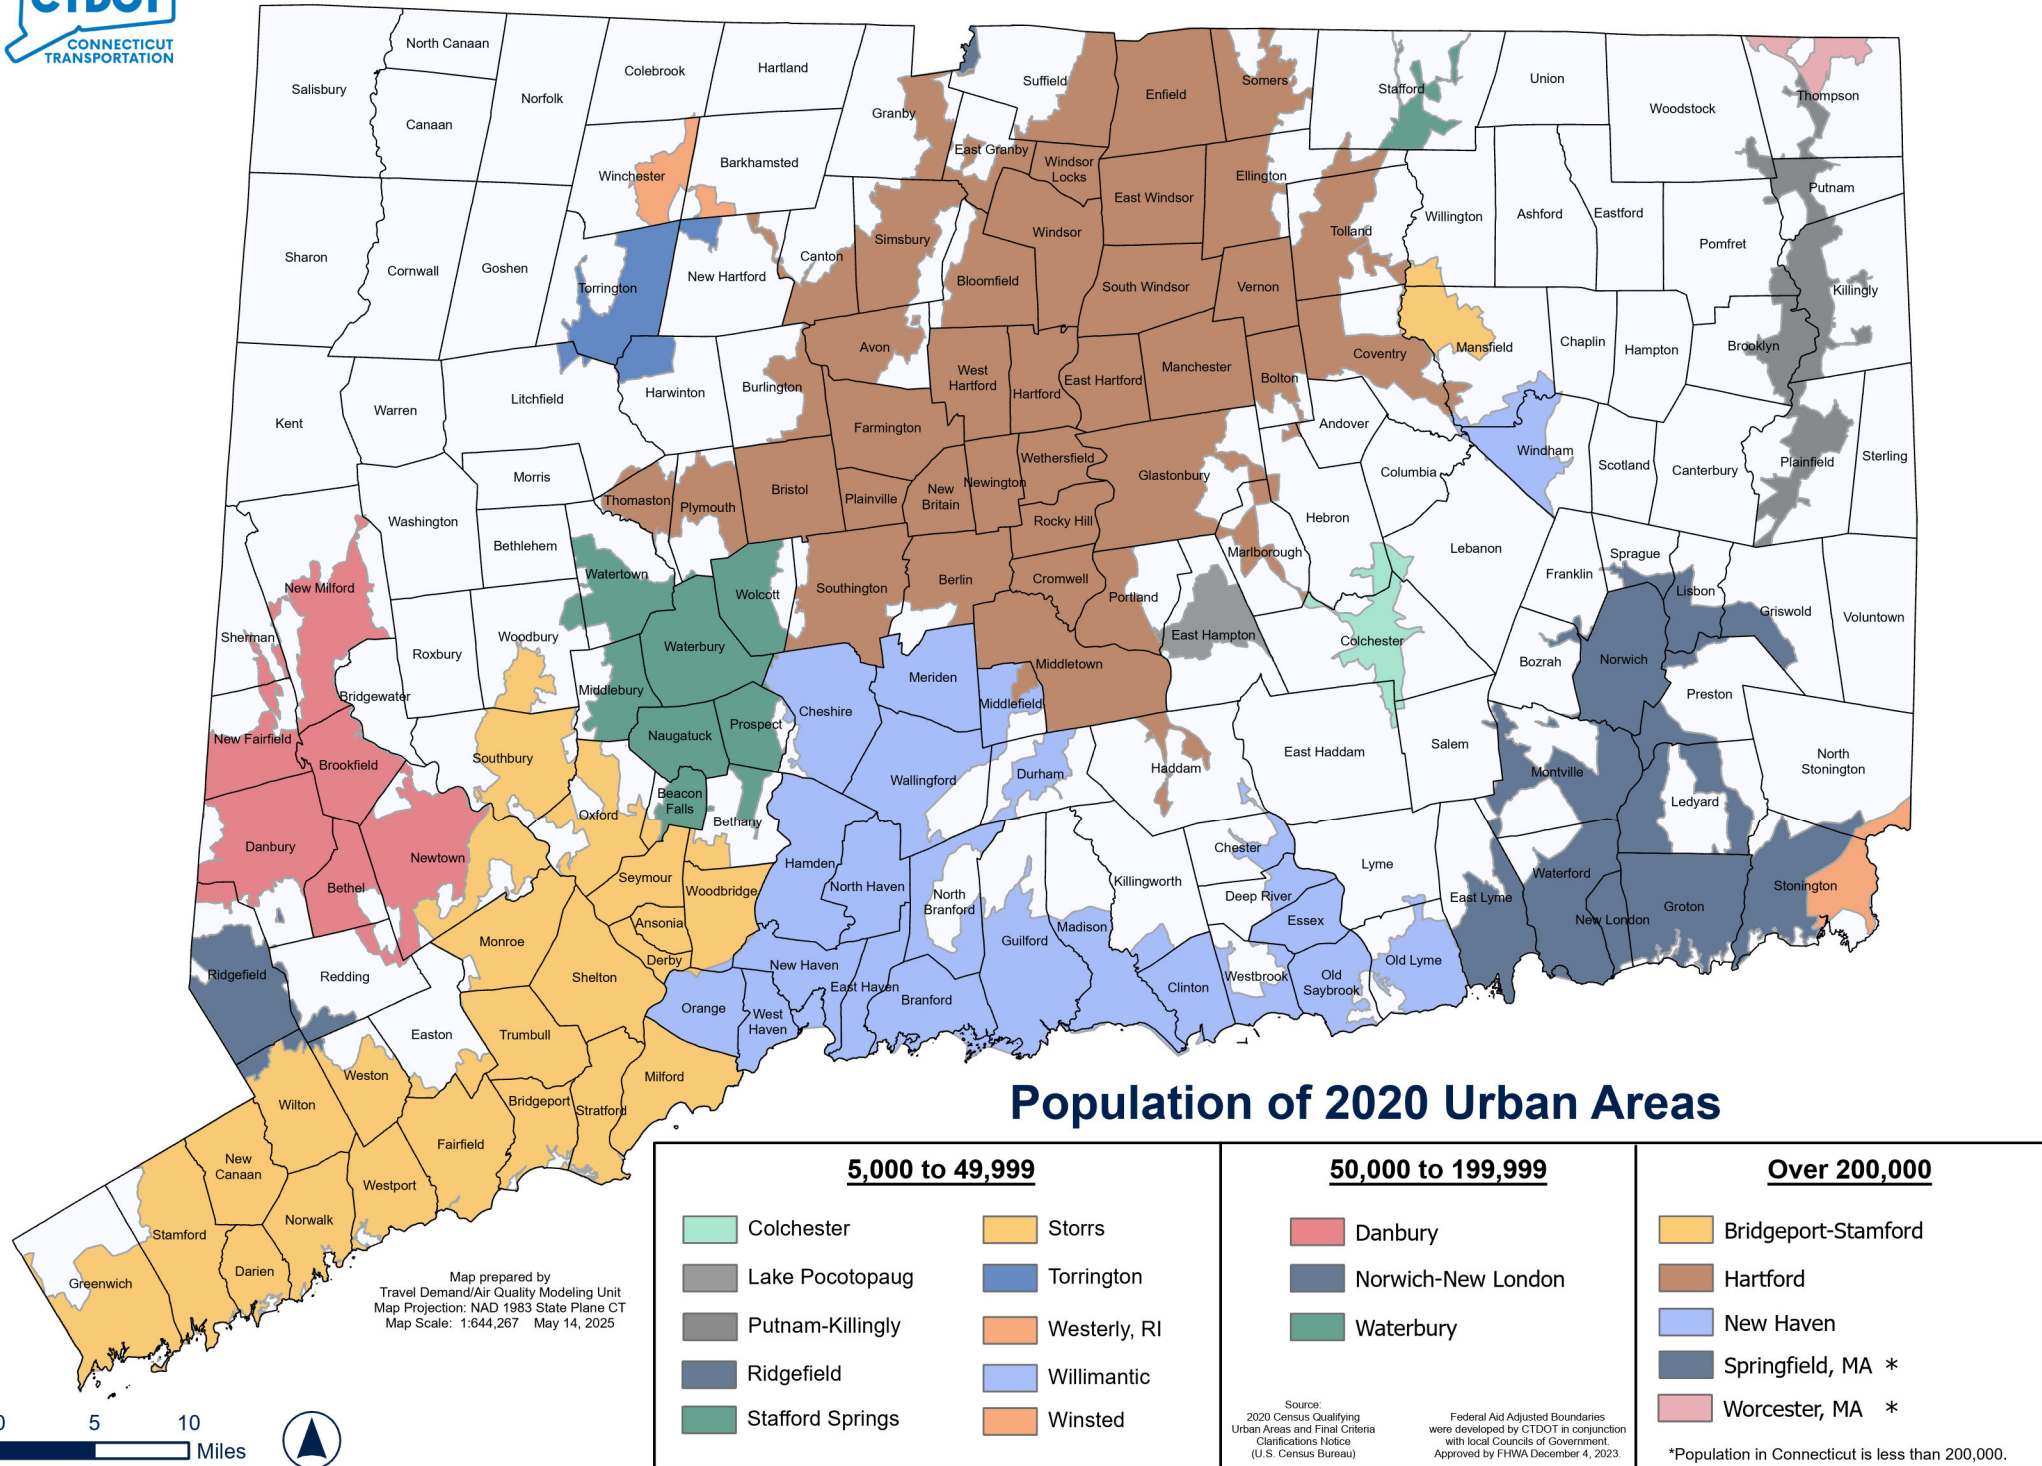 CTDOT
CONNECTICUT
TRANSPORTATION
North Canaan
Colebrook
Hartland
Salisbury
Canaan
Norfolk
Granby
Suffield
Enfield
Somers
Stafford
Union
Woodstock
Thompson
Winchester
Barkhamsted
East Granby
Windsor
Locks
East Windsor
Ellington
Willington
Ashford
Eastford
Putnam
Pomfret
Sharon
Cornwall
Goshen
Torrington
New Hartford
Canton
Simsbury
Bloomfield
Windsor
South Windsor
Vernon
Tolland
Killingly
Mansfield
Chaplin
Hampton
Brooklyn
Kent
Warren
Litchfield
Harwinton
Burlington
Avon
West
Hartford
Hartford
East Hartford
Manchester
Bolton
Coventry
Andover
Farmington
Windham
Scotland
Canterbury
Plainfield
Sterling
Morris
Thomaston
Plymouth
Bristol
Plainville
New
Britain
Newington
Wethersfield
Rocky Hill
Glastonbury
Columbia
Hebron
Lebanon
Washington
Bethlehem
Watertown
Wolcott
Southington
Berlin
Cromwell
Portland
Marlborough
Franklin
Sprague
Lisbon
Griswold
Voluntown
New Milford
Sherman
Roxbury
Woodbury
Waterbury
East Hampton
Colchester
Bozrah
Norwich
Preston
Bridgewater
Middlebury
Cheshire
Meriden
Middlefield
Middletown
New Fairfield
Brookfield
Southbury
Naugatuck
Prospect
Wallingford
Durham
Haddam
East Haddam
Salem
Montville
Ledyard
North
Stonington
Danbury
Bethel
Newtown
Oxford
Beacon
Falls
Bethany
Hamden
North Haven
North
Branford
Killingworth
Chester
Deep River
Essex
Lyme
East Lyme
Waterford
New London
Groton
Stonington
Seymour
Woodbridge
Ansonia
Derby
Monroe
Shelton
New Haven
East Haven
Branford
Guilford
Madison
Clinton
Westbrook
Old
Saybrook
Old Lyme
Ridgefield
Redding
Easton
Trumbull
Orange
West
Haven
Milford
Weston
Wilton
Bridgeport
Stratford
Fairfield
New
Canaan
Westport
Norwalk
Stamford
Darien
Greenwich
Map prepared by
Travel Demand/Air Quality Modeling Unit
Map Projection: NAD 1983 State Plane CT
Map Scale: 1:644,267 May 14, 2025
0 5 10
Miles
Population of 2020 Urban Areas
5,000 to 49,999
Colchester
Lake Pocotopaug
Putnam-Killingly
Ridgefield
Stafford Springs
Storrs
Torrington
Westerly, RI
Willimantic
Winsted
50,000 to 199,999
Danbury
Norwich-New London
Waterbury
Source:
2020 Census Qualifying
Urban Areas and Final Criteria
Clarifications Notice
(U.S. Census Bureau)
Federal Aid Adjusted Boundaries
were developed by CTDOT in conjunction
with local Councils of Government.
Approved by FHWA December 4, 2023.
Over 200,000
Bridgeport-Stamford
Hartford
New Haven
Springfield, MA *
Worcester, MA *
*Population in Connecticut is less than 200,000.